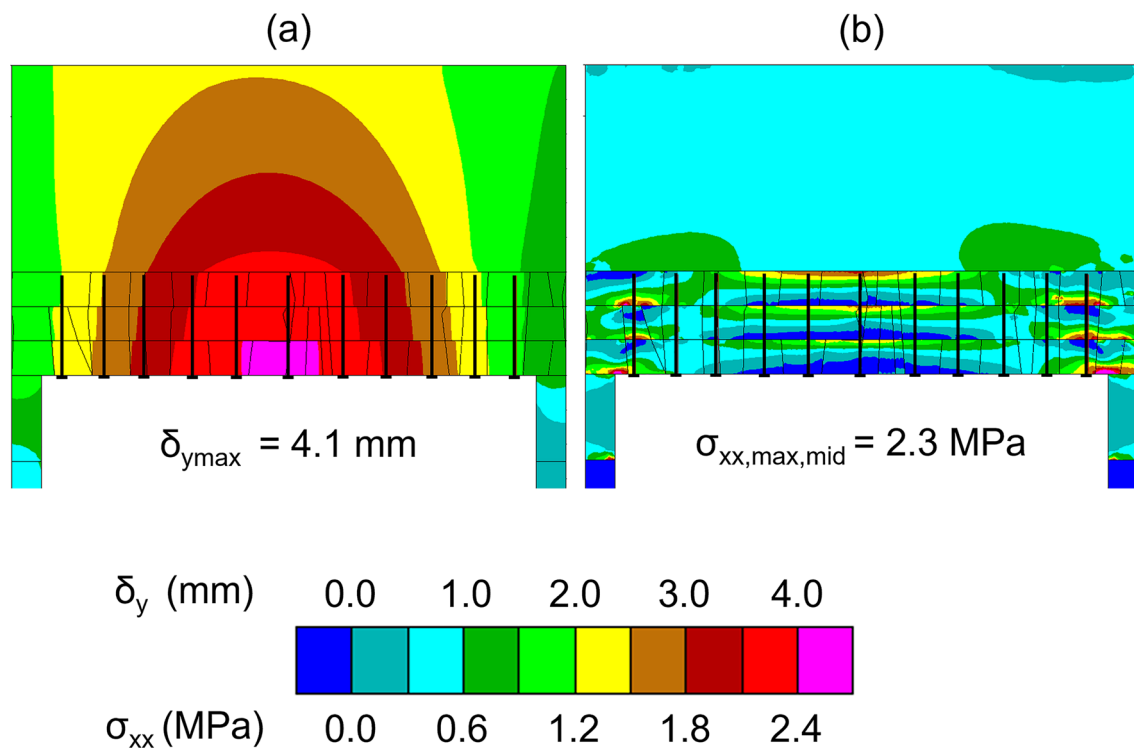 (a) (b)
δymax = 4.1 mm σxx,max,mid = 2.3 MPa
δy (mm) 0.0 1.0 2.0 3.0 4.0
σxx (MPa) 0.0 0.6 1.2 1.8 2.4